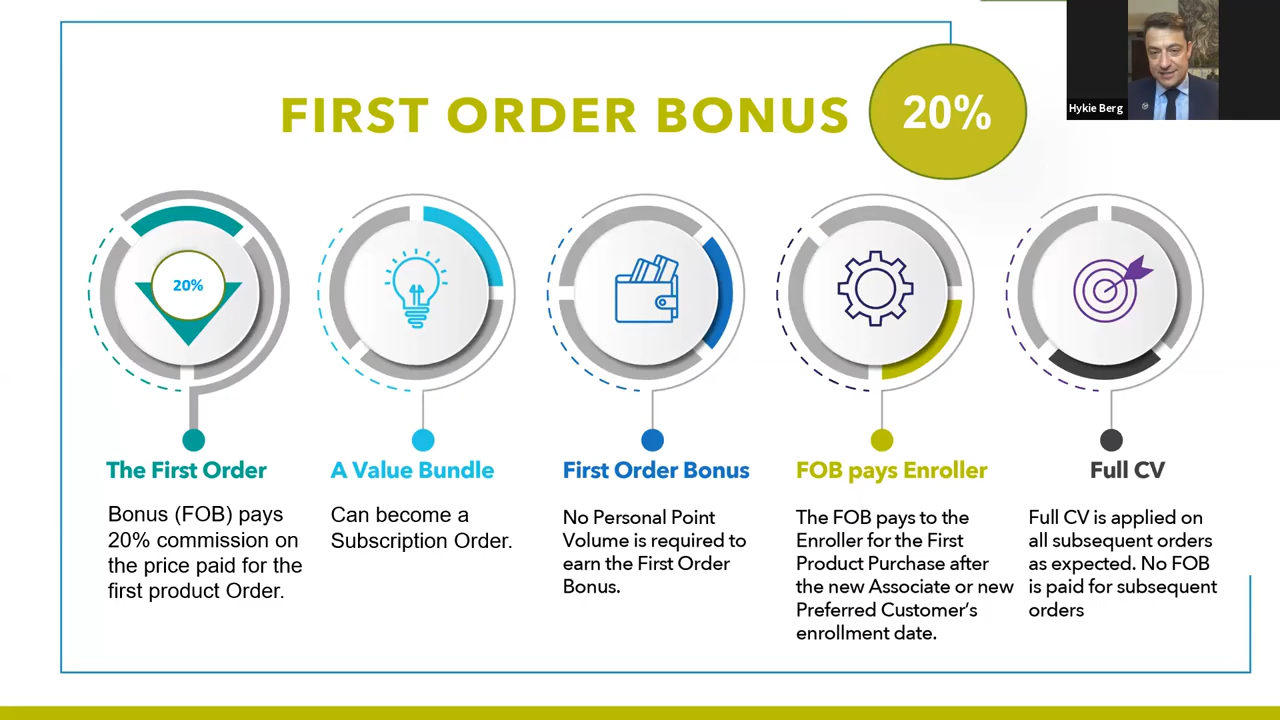 FIRST ORDER BONUS
20%
Hykie Berg
20%
The First Order
Bonus (FOB) pays
20% commission on
the price paid for the
first product Order.
A Value Bundle
Can become a
Subscription Order.
First Order Bonus
No Personal Point
Volume is required to
earn the First Order
Bonus.
FOB pays Enroller
The FOB pays to the
Enroller for the First
Product Purchase after
the new Associate or new
Preferred Customer's
enrollment date.
Full CV
Full CV is applied on
all subsequent orders
as expected. No FOB
is paid for subsequent
orders